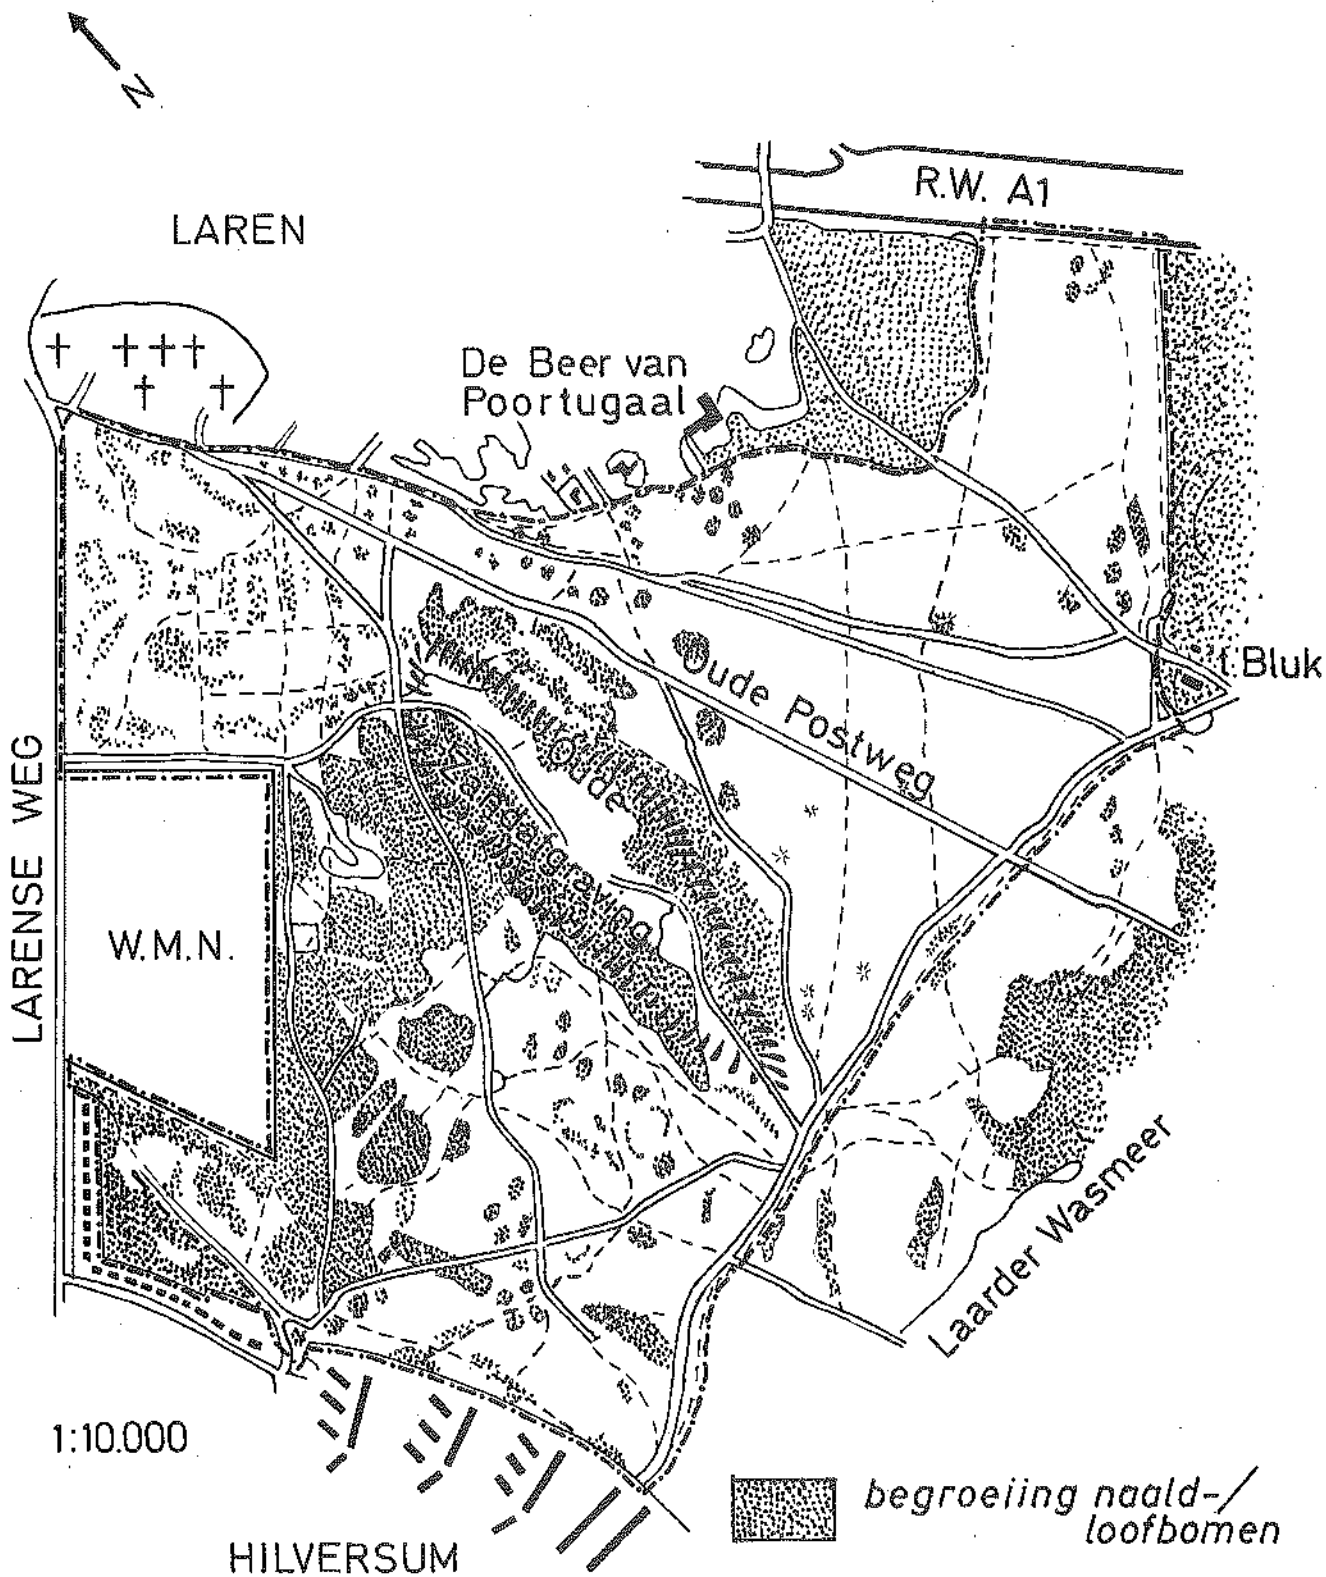 N
R.W. A1
LAREN
De Beer van
Poortugaal
't Bluk
Oude Postweg
Oude
Zandafgraving
LARENSE WEG
W.M.N.
Laarder Wasmeer
1:10.000
begroeiing naald-/
loofbomen
HILVERSUM